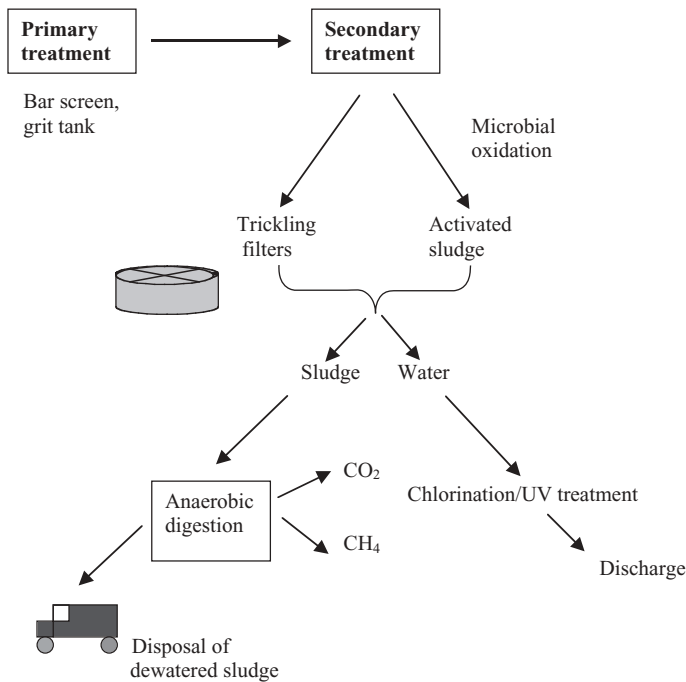 Primary
treatment
Secondary
treatment
Bar screen,
grit tank
Microbial
oxidation
Trickling
filters
Activated
sludge
Sludge
Water
Anaerobic
digestion
CO₂
CH₄
Chlorination/UV treatment
Discharge
Disposal of
dewatered sludge